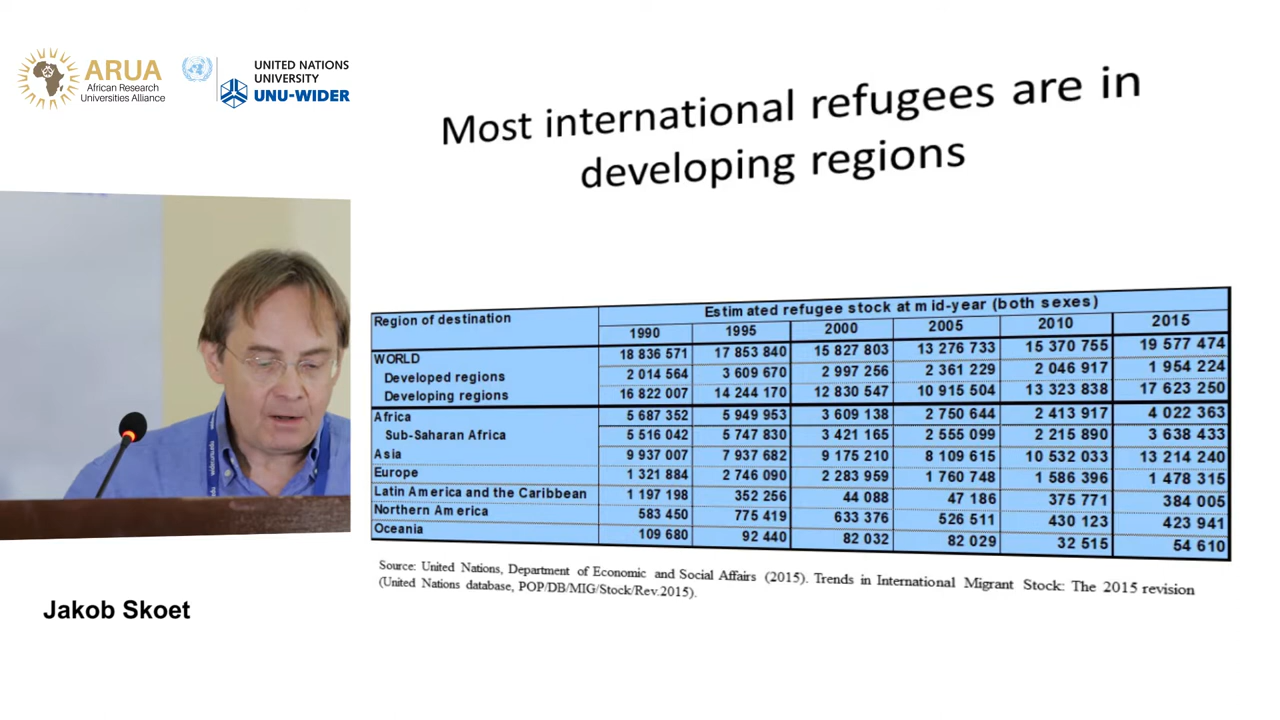 ARUA
African Research
Universities Alliance
UNITED NATIONS
UNIVERSITY
UNU-WIDER
Most international refugees are in
developing regions
Region of destination
Estimated refugee stock at mid-year (both sexes)
1990 1995 2000 2005 2010 2015
WORLD 18 836 571 17 853 840 15 827 803 13 276 733 15 370 755 19 577 474
Developed regions 2 014 564 3 609 670 2 997 256 2 361 229 2 046 917 1 954 224
Developing regions 16 822 007 14 244 170 12 830 547 10 915 504 13 323 838 17 623 250
Africa 5 687 352 5 949 953 3 609 138 2 750 644 2 413 917 4 022 363
Sub-Saharan Africa 5 516 042 5 747 830 3 421 165 2 555 099 2 215 890 3 638 433
Asia 9 937 007 7 937 682 9 175 210 8 109 615 10 532 033 13 214 240
Europe 1 321 884 2 746 090 2 283 959 1 760 748 1 586 396 1 478 315
Latin America and the Caribbean 1 197 198 352 256 44 088 47 186 375 771 384 005
Northern America 583 450 775 419 633 376 526 511 430 123 423 941
Oceania 109 680 92 440 82 032 82 029 32 515 54 610
Source: United Nations, Department of Economic and Social Affairs (2015). Trends in International Migrant Stock: The 2015 revision
(United Nations database, POP/DB/MIG/Stock/Rev.2015).
Jakob Skoet